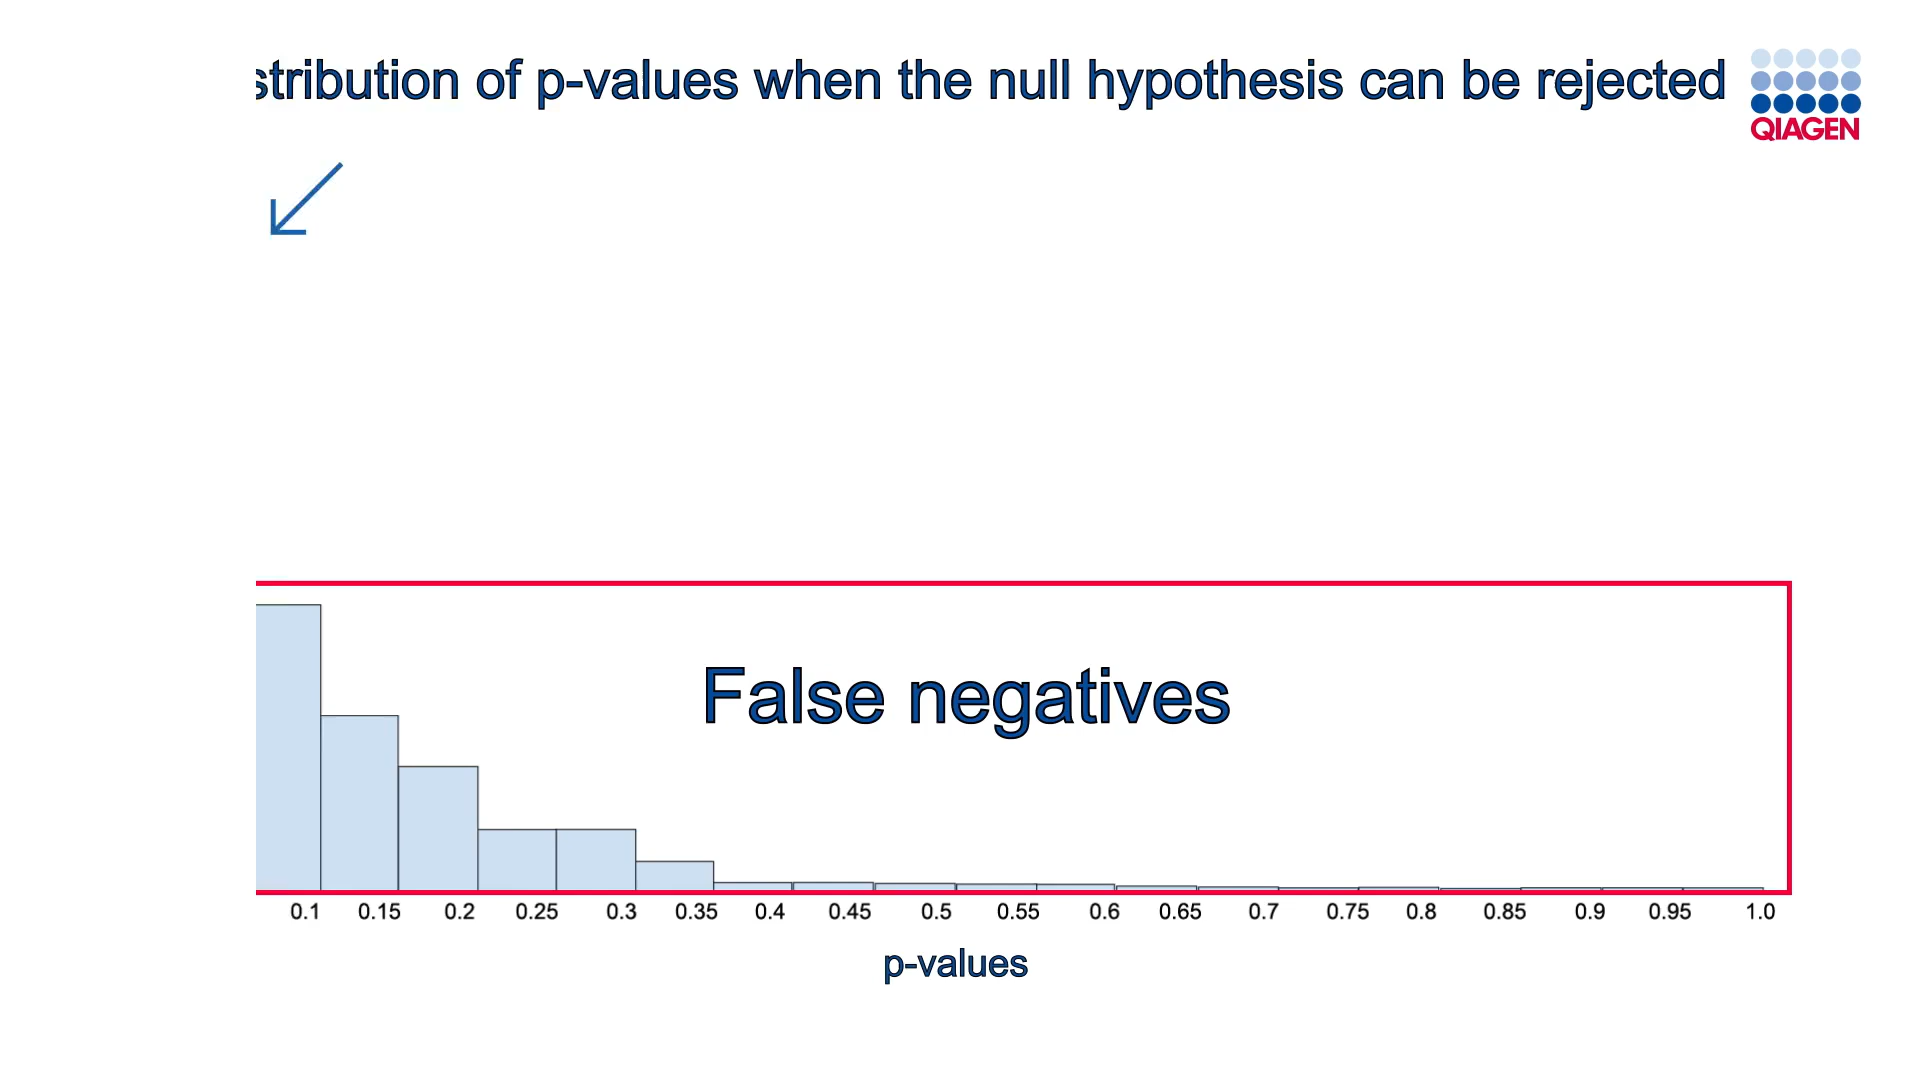 stribution of p-values when the null hypothesis can be rejected
QIAGEN
False negatives
0.1 0.15 0.2 0.25 0.3 0.35 0.4 0.45 0.5 0.55 0.6 0.65 0.7 0.75 0.8 0.85 0.9 0.95 1.0
p-values